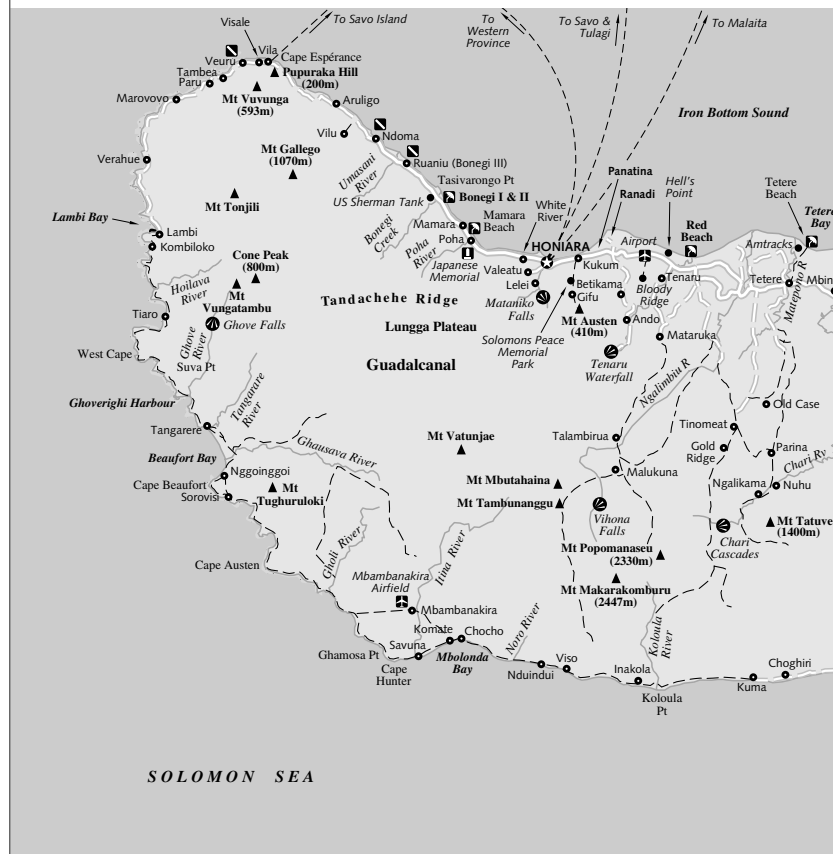 To Savo Island
To
Western
Province
To Savo &
Tulagi
To Malaita
Visale
Vila
Veuru
Cape Espérance
Tambea
Paru
Pupuraka Hill
(200m)
Mt Vuvunga
(593m)
Marovovo
Aruligo
Iron Bottom Sound
Vilu
Ndoma
Mt Gallego
(1070m)
Verahue
Ruaniu (Bonegi III)
Umasani
River
Tasivarongo Pt
US Sherman Tank
Bonegi I & II
Panatina
Ranadi
Hell's
Point
Tetere
Beach
Mt Tonjili
White
River
Lambi Bay
Lambi
Kombiloko
Bonegi
Creek
Mamara
Mamara
Beach
Poha
Poha
River
HONIARA
Airport
Red
Beach
Amtracks
Tetere
Bay
Japanese
Memorial
Valeatu
Kukum
Cone Peak
(800m)
Hoilava
River
Mt
Vungatambu
Tandachehe Ridge
Lelei
Mataniko
Falls
Betikama
Gifu
Bloody
Ridge
Tenaru
Tetere
Matepono R
Mbin
Tiaro
Ghove Falls
Lungga Plateau
Mt Austen
(410m)
Ando
Mataruka
West Cape
Ghove
River
Suva Pt
Guadalcanal
Solomons Peace
Memorial
Park
Tenaru
Waterfall
Ngalimbiu R
Ghoverighi Harbour
Tangarare
River
Old Case
Tangarere
Mt Vatunjae
Talambirua
Tinomeat
Ghausava River
Gold
Ridge
Parina
Beaufort Bay
Chari Rv
Nggoinggoi
Cape Beaufort
Sorovisi
Mt
Tughuruloki
Mt Mbutahaina
Malukuna
Ngalikama
Nuhu
Mt Tambunanggu
Vihona
Falls
Mt Tatuve
(1400m)
Chari
Cascades
Gholi River
Itina River
Mt Popomanaseu
(2330m)
Cape Austen
Mbambanakira
Airfield
Mt Makarakomburu
(2447m)
Mbambanakira
Komate
Chocho
Noro River
Koloula
River
Ghamosa Pt
Savuna
Cape
Hunter
Mbolonda
Bay
Nduindui
Viso
Inakola
Koloula
Pt
Kuma
Choghiri
SOLOMON SEA